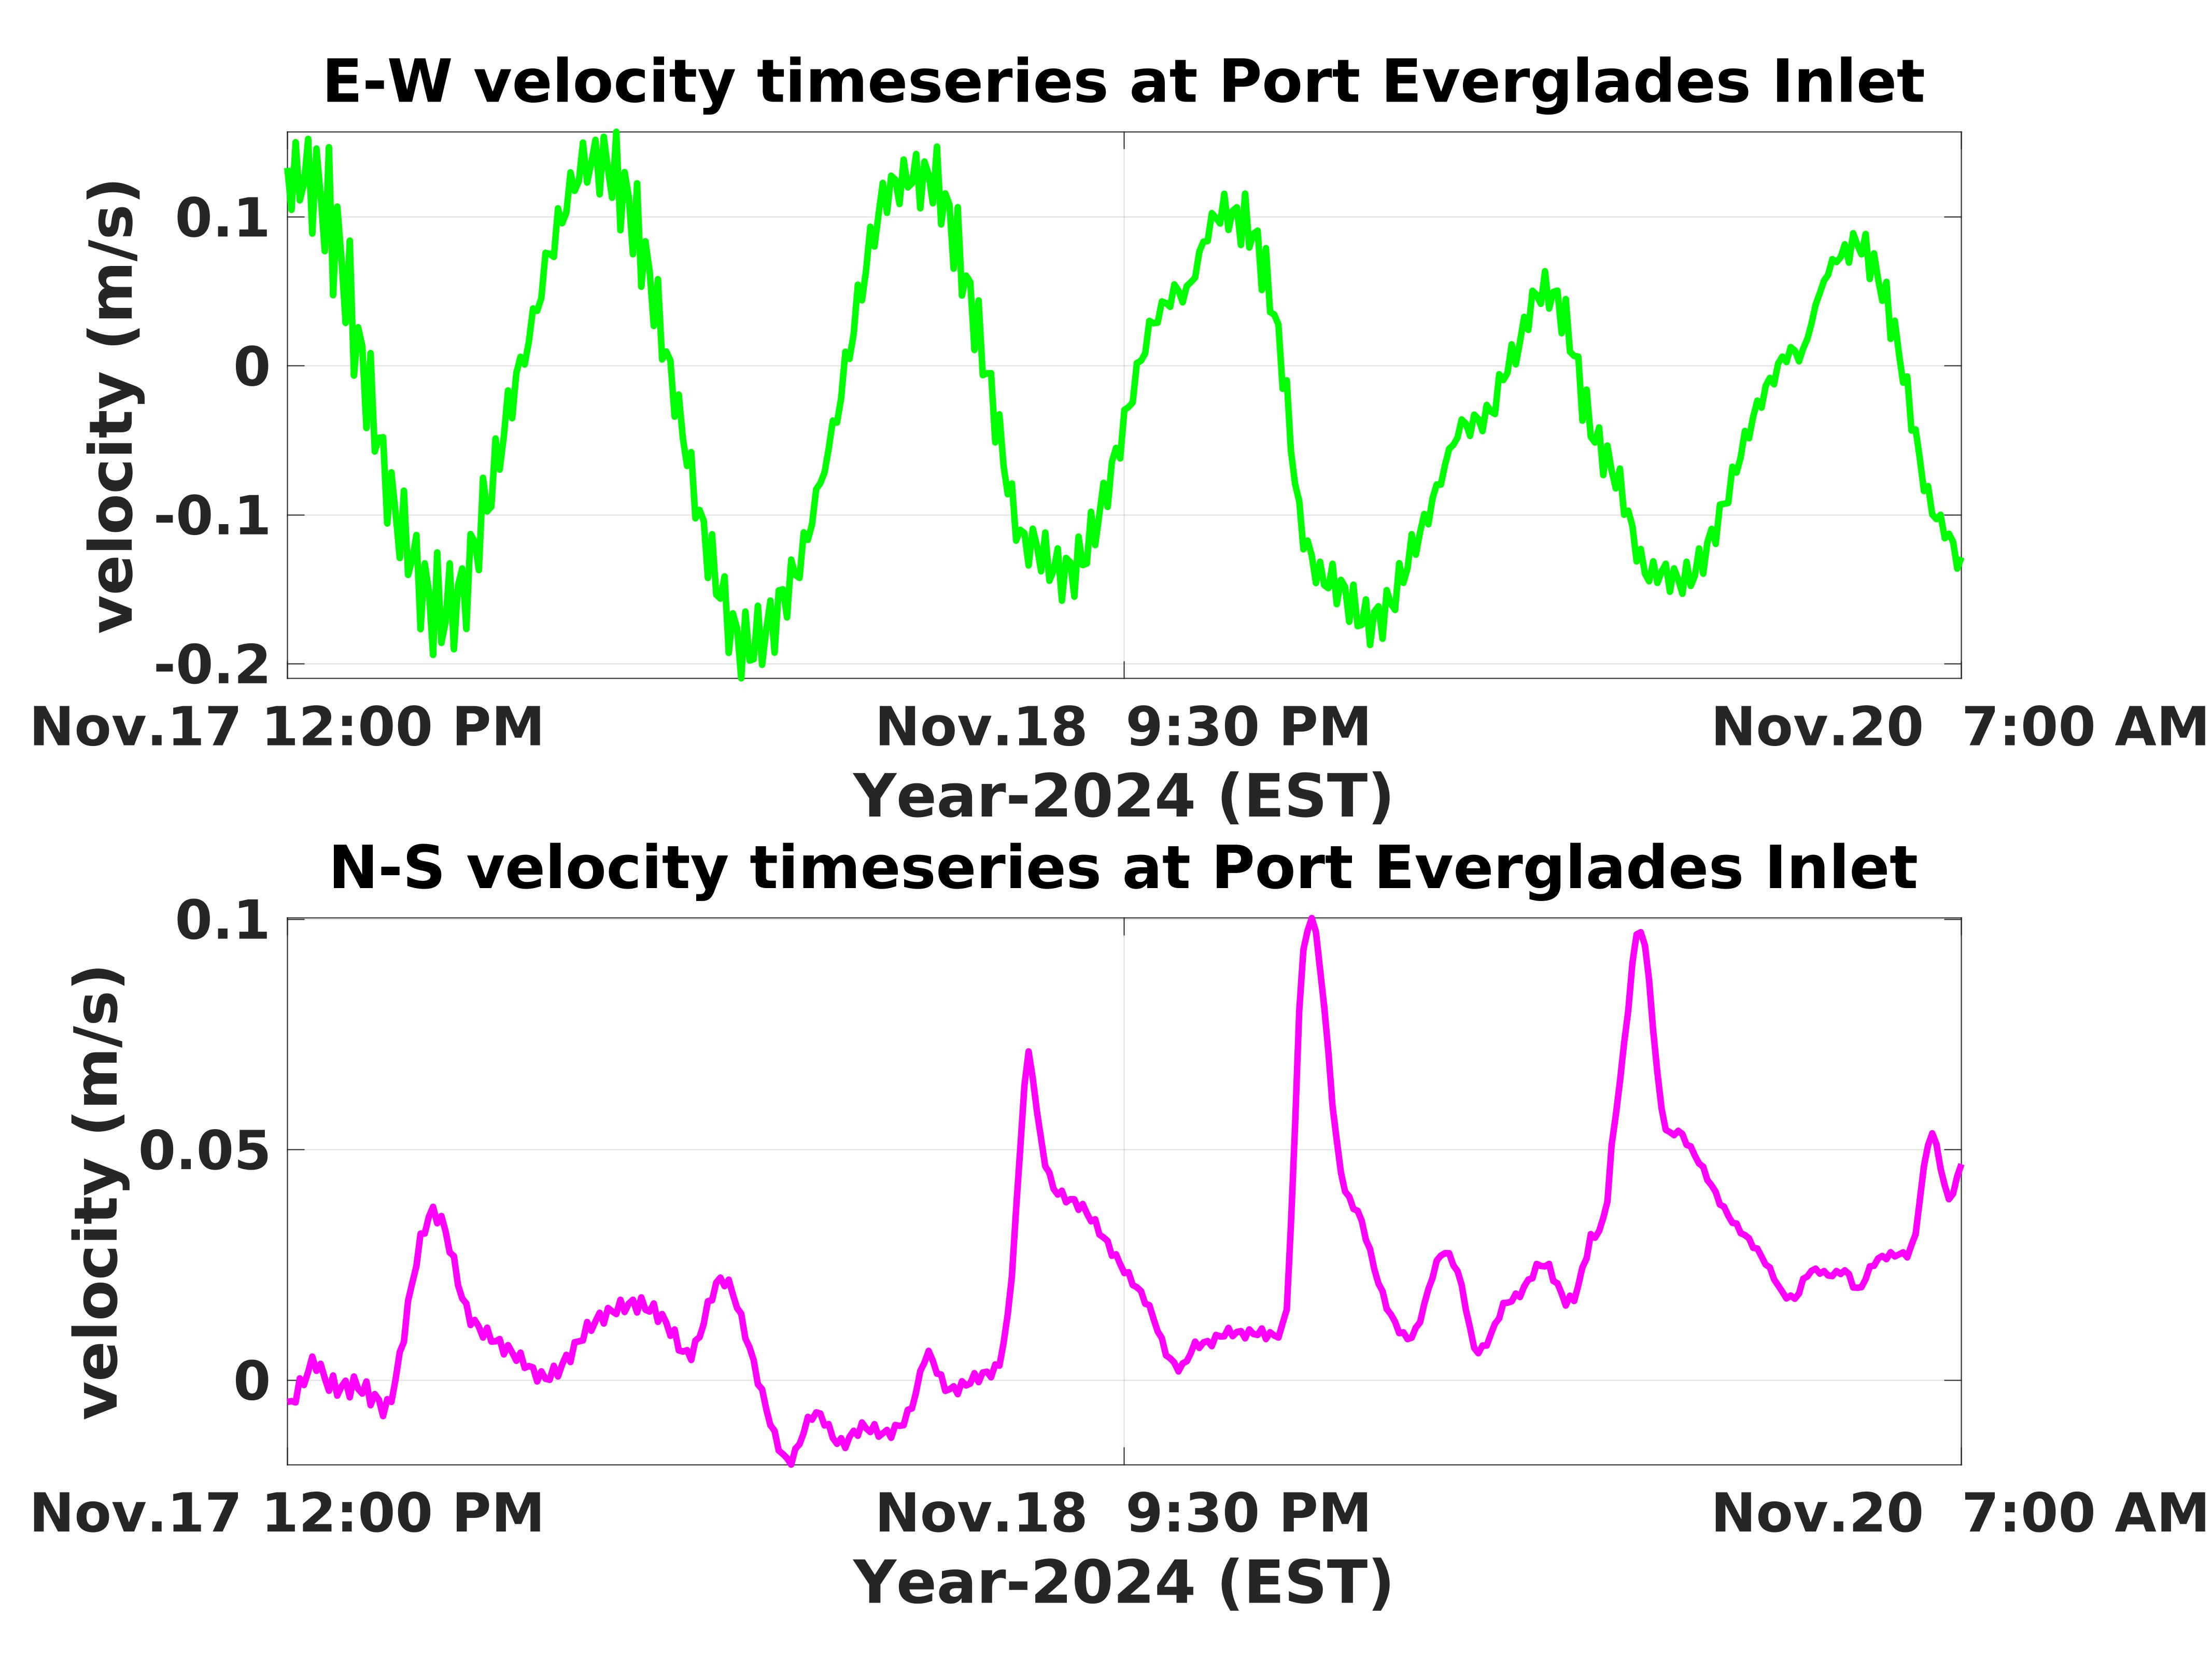 E-W velocity timeseries at Port Everglades Inlet
velocity (m/s)
0.1
0
-0.1
-0.2
Nov.17 12:00 PM
Nov.18  9:30 PM
Nov.20  7:00 AM
Year-2024 (EST)
N-S velocity timeseries at Port Everglades Inlet
velocity (m/s)
0.1
0.05
0
Nov.17 12:00 PM
Nov.18  9:30 PM
Nov.20  7:00 AM
Year-2024 (EST)